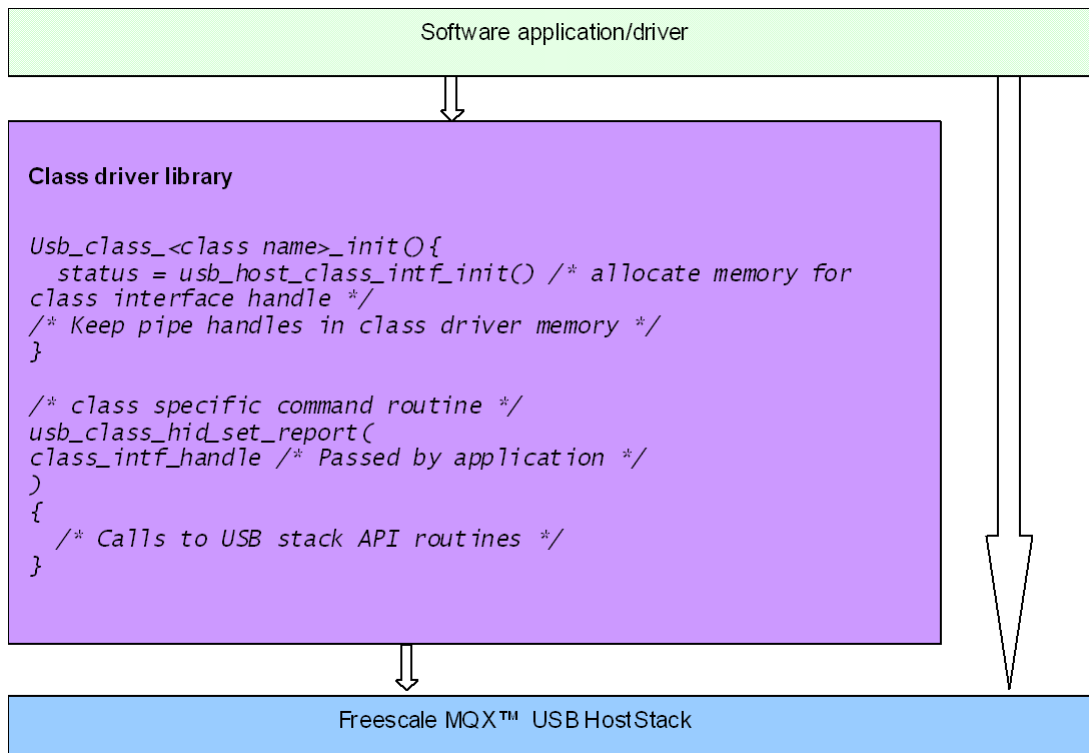 Software application/driver
Class driver library
Usb_class_<class name>_init(){
status = usb_host_class_intf_init() /* allocate memory for
class interface handle */
/* Keep pipe handles in class driver memory */
}
/* class specific command routine */
usb_class_hid_set_report(
class_intf_handle /* Passed by application */
)
{
/* Calls to USB stack API routines */
}
Freescale MQX™ USB HostStack